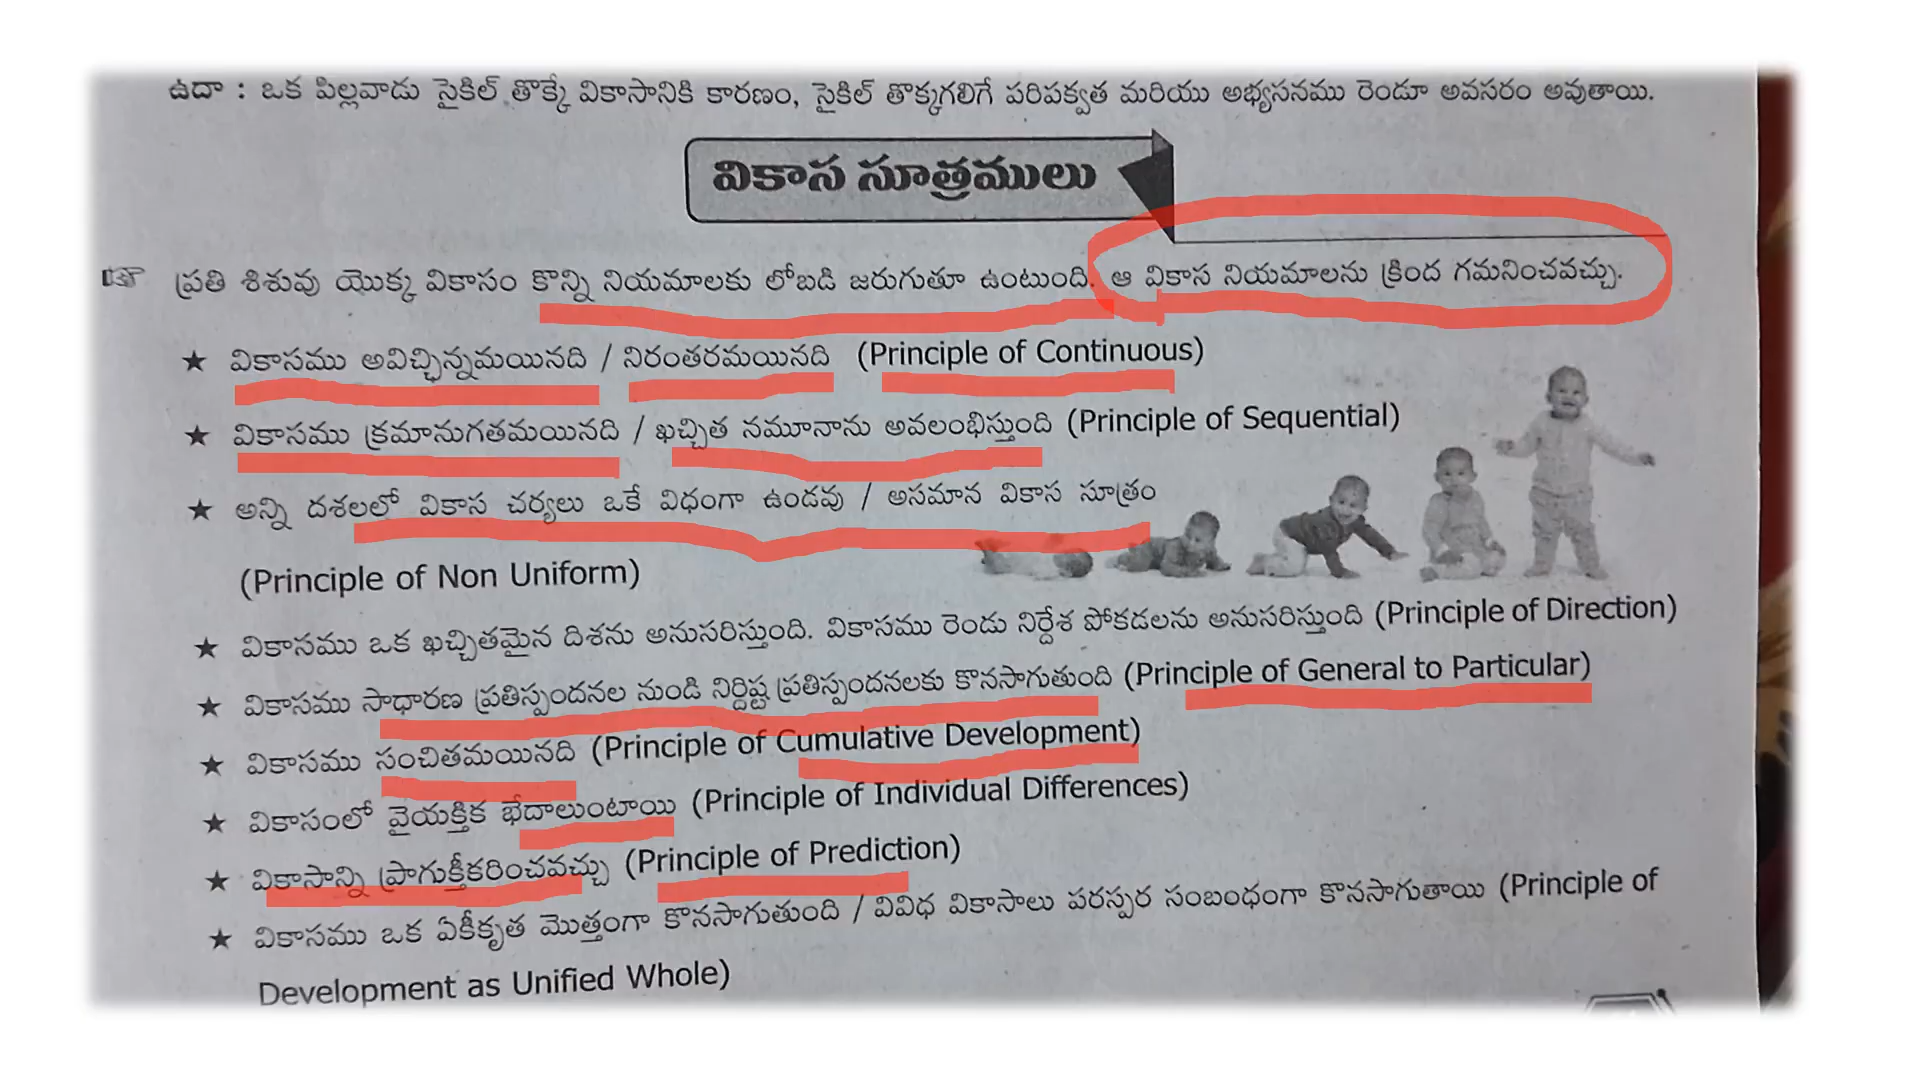 ఉదా : ఒక పిల్లవాడు సైకిల్ తొక్కే వికాసానికి కారణం, సైకిల్ తొక్కగలిగే పరిపక్వత మరియు అభ్యసనము రెండూ అవసరం అవుతాయి.
వికాస సూత్రములు
ప్రతి శిశువు యొక్క వికాసం కొన్ని నియమాలకు లోబడి జరుగుతూ ఉంటుంది. ఆ వికాస నియమాలను క్రింద గమనించవచ్చు.
★ వికాసము అవిచ్ఛిన్నమయినది / నిరంతరమయినది (Principle of Continuous)
★ వికాసము క్రమానుగతమయినది / ఖచ్చిత నమూనాను అవలంభిస్తుంది (Principle of Sequential)
★ అన్ని దశలలో వికాస చర్యలు ఒకే విధంగా ఉండవు / అసమాన వికాస సూత్రం
(Principle of Non Uniform)
★ వికాసము ఒక ఖచ్చితమైన దిశను అనుసరిస్తుంది. వికాసము రెండు నిర్దేశ పోకడలను అనుసరిస్తుంది (Principle of Direction)
★ వికాసము సాధారణ ప్రతిస్పందనల నుండి నిర్దిష్ట ప్రతిస్పందనలకు కొనసాగుతుంది (Principle of General to Particular)
★ వికాసము సంచితమయినది (Principle of Cumulative Development)
★ వికాసంలో వైయక్తిక భేదాలుంటాయి (Principle of Individual Differences)
★ వికాసాన్ని ప్రాగుక్తీకరించవచ్చు (Principle of Prediction)
★ వికాసము ఒక ఏకీకృత మొత్తంగా కొనసాగుతుంది / వివిధ వికాసాలు పరస్పర సంబంధంగా కొనసాగుతాయి (Principle of
Development as Unified Whole)